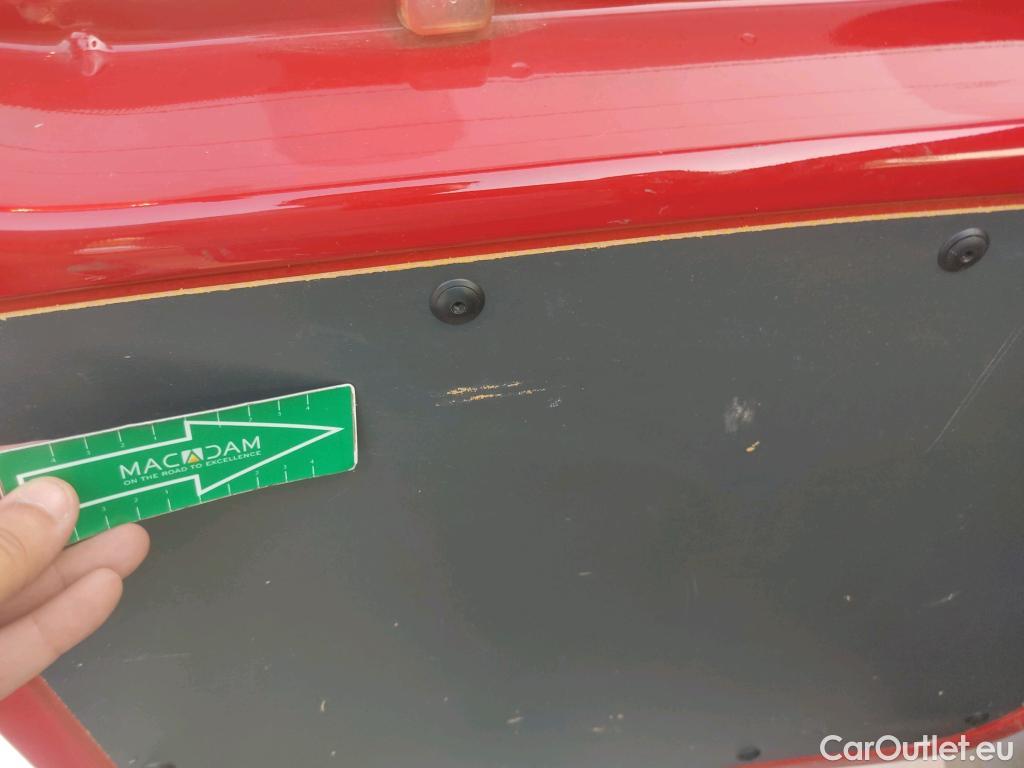 MACADAM
ON THE ROAD TO EXCELLENCE
CarOutlet.eu